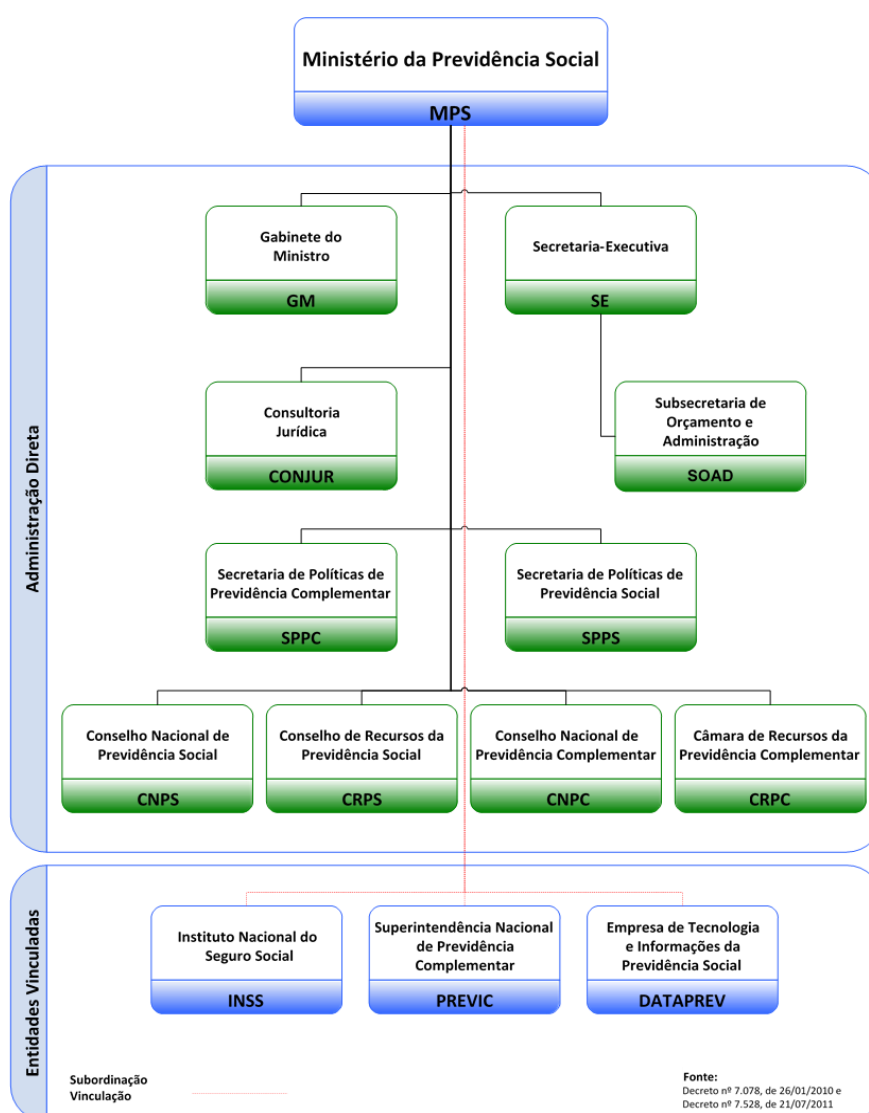 Ministério da Previdência Social
MPS
Administração Direta
Gabinete do
Ministro
GM
Secretaria-Executiva
SE
Consultoria
Jurídica
CONJUR
Subsecretaria de
Orçamento e
Administração
SOAD
Secretaria de Políticas de
Previdência Complementar
SPPC
Secretaria de Políticas de
Previdência Social
SPPS
Conselho Nacional de
Previdência Social
CNPS
Conselho de Recursos da
Previdência Social
CRPS
Conselho Nacional de
Previdência Complementar
CNPC
Câmara de Recursos da
Previdência Complementar
CRPC
Entidades Vinculadas
Instituto Nacional do
Seguro Social
INSS
Superintendência Nacional
de Previdência
Complementar
PREVIC
Empresa de Tecnologia
e Informações da
Previdência Social
DATAPREV
Subordinação
Vinculação
Fonte:
Decreto nº 7.078, de 26/01/2010 e
Decreto nº 7.528, de 21/07/2011